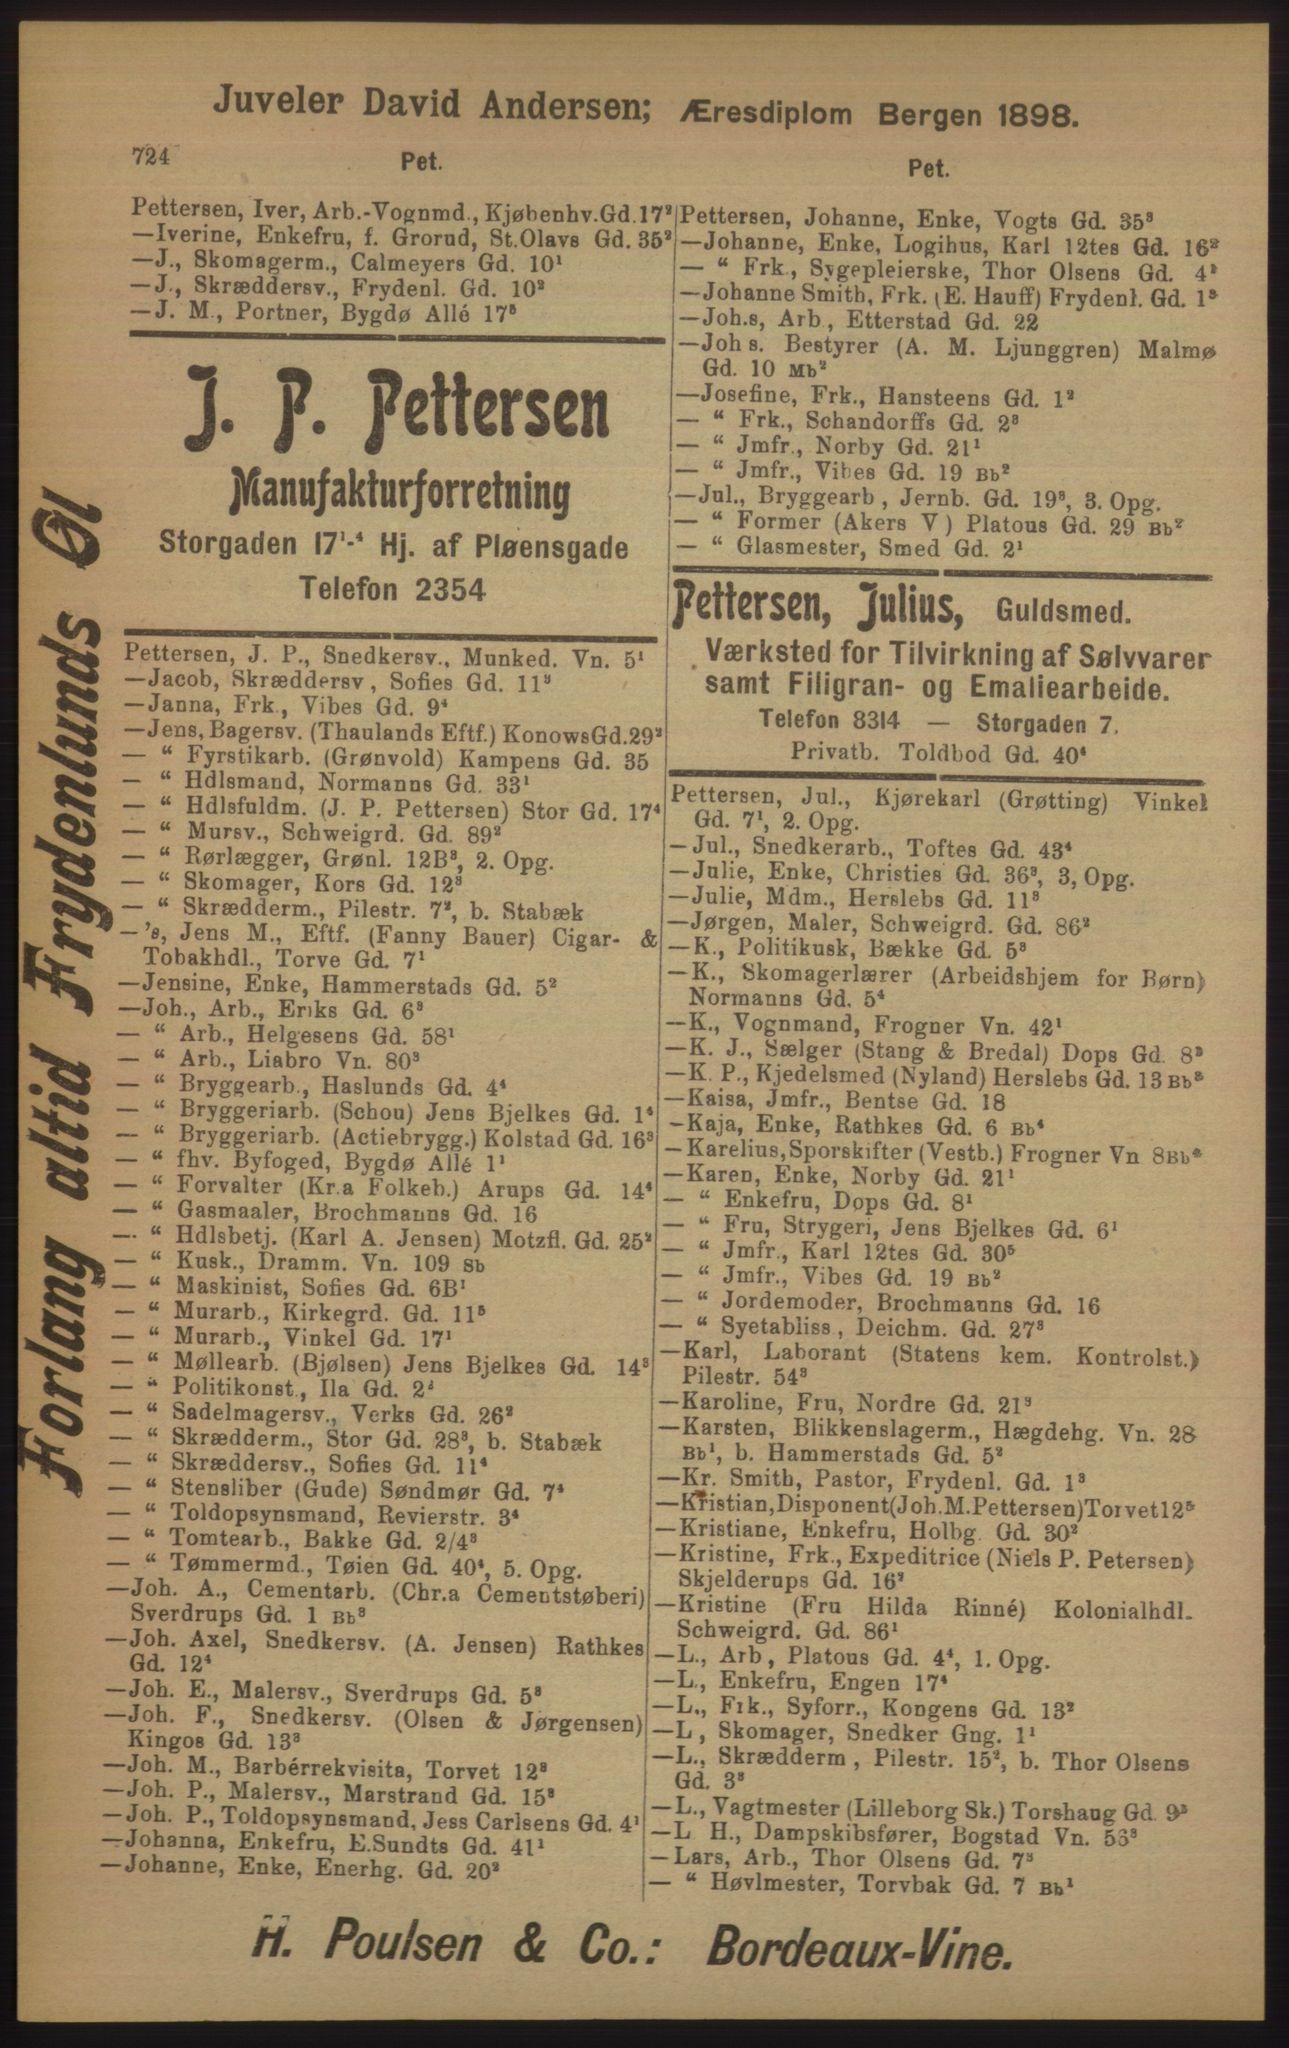 Juveler David Andersen; Æresdiplom Bergen 1898.
724
Pet.
Pettersen, Iver, Arb.-Vognmd., Kjøbenhv.Gd.17²
—Iverine, Enkefru, f. Grorud, St.Olavs Gd. 35²
—J., Skomagerm., Calmeyers Gd. 10¹
—J., Skræddersv., Frydenl. Gd. 10²
—J. M., Portner, Bygdø Allé 17⁵
J. P. Pettersen
Manufakturforretning
Storgaden 17¹-⁴ Hj. af Pløensgade
Telefon 2354
Pettersen, J. P., Snedkersv., Munked. Vn. 5¹
—Jacob, Skræddersv, Sofies Gd. 11³
—Janna, Frk., Vibes Gd. 9⁴
—Jens, Bagersv. (Thaulands Eftf.) KonowsGd.29²
— “ Fyrstikarb. (Grønvold) Kampens Gd. 35
— “ Hdlsmand, Normanns Gd. 33¹
— “ Hdlsfuldm. (J. P. Pettersen) Stor Gd. 17⁴
— “ Mursv., Schweigrd. Gd. 89²
— “ Rørlægger, Grønl. 12B³, 2. Opg.
— “ Skomager, Kors Gd. 12³
— “ Skrædderm., Pilestr. 7², b. Stabæk
—'s, Jens M., Eftf. (Fanny Bauer) Cigar- &
Tobakhdl., Torve Gd. 7¹
—Jensine, Enke, Hammerstads Gd. 5²
—Joh., Arb., Eriks Gd. 6³
— “ Arb., Helgesens Gd. 58¹
— “ Arb., Liabro Vn. 80³
— “ Bryggearb., Haslunds Gd. 4⁴
— “ Bryggeriarb. (Schou) Jens Bjelkes Gd. 1⁴
— “ Bryggeriarb. (Actiebrygg.) Kolstad Gd. 16³
— “ fhv. Byfoged, Bygdø Allé 1¹
— “ Forvalter (Kr.a Folkeb.) Arups Gd. 14⁴
— “ Gasmaaler, Brochmanns Gd. 16
— “ Hdlsbetj. (Karl A. Jensen) Motzfl. Gd. 25²
— “ Kusk., Dramm. Vn. 109 Sb
— “ Maskinist, Sofies Gd. 6B¹
— “ Murarb., Kirkegrd. Gd. 11⁵
— “ Murarb., Vinkel Gd. 17¹
— “ Møllearb. (Bjølsen) Jens Bjelkes Gd. 14³
— “ Politikonst., Ila Gd.
— “ Sadelmagersv., Verks Gd. 26²
— “ Skrædderm., Stor Gd. 28³, b. Stabæk
— “ Skræddersv., Sofies Gd. 11⁴
— “ Stensliber (Gude) Søndmør Gd. 7⁴
— “ Toldopsynsmand, Revierstr. 3⁴
— “ Tomtearb., Bakke Gd. 2/4³
— “ Tømmermd., Tøien Gd. 40⁴, 5. Opg.
—Joh. A., Cementarb. (Chr.a Cementstøberi)
Sverdrups Gd. 1 Bb³
—Joh. Axel, Snedkersv. (A. Jensen) Rathkes
Gd. 12⁴
—Joh. E., Malersv., Sverdrups Gd. 5³
—Joh. F., Snedkersv. (Olsen & Jørgensen)
Kingos Gd. 13³
—Joh. M., Barbérrekvisita, Torvet 12³
—Joh. P., Malersv., Marstrand Gd. 15³
—Joh. P., Toldopsynsmand, Jess Carlsens Gd. 4¹
—Johanna, Enkefru, E.Sundts Gd. 41¹
—Johanne, Enke, Enerhg. Gd. 20²
Pet.
Pettersen, Johanne, Enke, Vogts Gd. 35³
—Johanne, Enke, Logihus, Karl 12tes Gd. 16²
— “ Frk., Sygepleierske, Thor Olsens Gd. 4²
—Johanne Smith, Frk. (E. Hauff) Frydenl. Gd. 1³
—Joh.s, Arb, Etterstad Gd. 22
—Joh s. Bestyrer (A. M. Ljunggren) Malmø
Gd. 10 Mb²
—Josefine, Frk., Hansteens Gd. 1²
— “ Frk., Schandorffs Gd. 2³
— “ Jmfr., Norby Gd. 21¹
— “ Jmfr., Vibes Gd. 19 Bb²
—Jul., Bryggearb, Jernb. Gd. 19³, 3. Opg.
— “ Former (Akers V) Platous Gd. 29 Bb²
— “ Glasmester, Smed Gd. 2¹
Pettersen, Julius, Guldsmed.
Værksted for Tilvirkning af Sølvvarer
samt Filigran- og Emaliearbeide.
Telefon 8314 — Storgaden 7.
Privatb. Toldbod Gd. 40⁴
Pettersen, Jul., Kjørekarl (Grøtting) Vinkel
Gd. 7¹, 2. Opg.
—Jul., Snedkerarb., Toftes Gd. 43⁴
—Julie, Enke, Christies Gd. 36³, 3, Opg.
—Julie, Mdm., Herslebs Gd. 11³
—Jørgen, Maler, Schweigrd. Gd. 86²
—K., Politikusk, Bække Gd. 5³
—K., Skomagerlærer (Arbeidshjem for Børn)
Normanns Gd. 5⁴
—K., Vognmand, Frogner Vn. 42¹
—K. J., Sælger (Stang & Bredal) Dops Gd. 8³
—K. P., Kjedelsmed (Nyland) Herslebs Gd. 13 Bb²
—Kaisa, Jmfr., Bentse Gd. 18
—Kaja, Enke, Rathkes Gd. 6 Bb⁴
—Karelius, Sporskifter (Vestb.) Frogner Vn 8Bb²
—Karen, Enke, Norby Gd. 21¹
— “ Enkefru, Dops Gd. 8¹
— “ Fru, Strygeri, Jens Bjelkes Gd. 6¹
— “ Jmfr., Karl 12tes Gd. 30⁵
— “ Jmfr., Vibes Gd. 19 Bb²
— “ Jordemoder, Brochmanns Gd. 16
— “ Syetabliss, Deichm. Gd. 27³
—Karl, Laborant (Statens kem. Kontrolst.)
Pilestr. 54³
—Karoline, Fru, Nordre Gd. 21³
—Karsten, Blikkenslagerm., Hægdehg. Vn. 28
Bb¹, b. Hammerstads Gd. 5²
—Kr. Smith, Pastor, Frydenl. Gd. 1³
—Kristian, Disponent (Joh.M.Pettersen) Torvet12⁵
—Kristiane, Enkefru, Holbg. Gd. 30²
—Kristine, Frk., Expeditrice (Niels P. Petersen)
Skjelderups Gd. 16²
—Kristine (Fru Hilda Rinné) Kolonialhdl.
Schweigrd. Gd. 86¹
—L., Arb, Platous Gd. 4⁴, 1. Opg.
—L., Enkefru, Engen 17⁴
—L., Frk., Syforr., Kongens Gd. 13²
—L, Skomager, Snedker Gng. 1¹
—L., Skrædderm, Pilestr. 15², b. Thor Olsens
Gd. 3³
—L., Vagtmester (Lilleborg Sk.) Torshaug Gd. 9³
—L H., Dampskibsfører, Bogstad Vn. 56³
—Lars, Arb., Thor Olsens Gd. 7³
— “ Høvlmester, Torvbak Gd. 7 Bb¹
Forlang altid Frydenlunds Øl
H. Poulsen & Co.: Bordeaux-Vine.